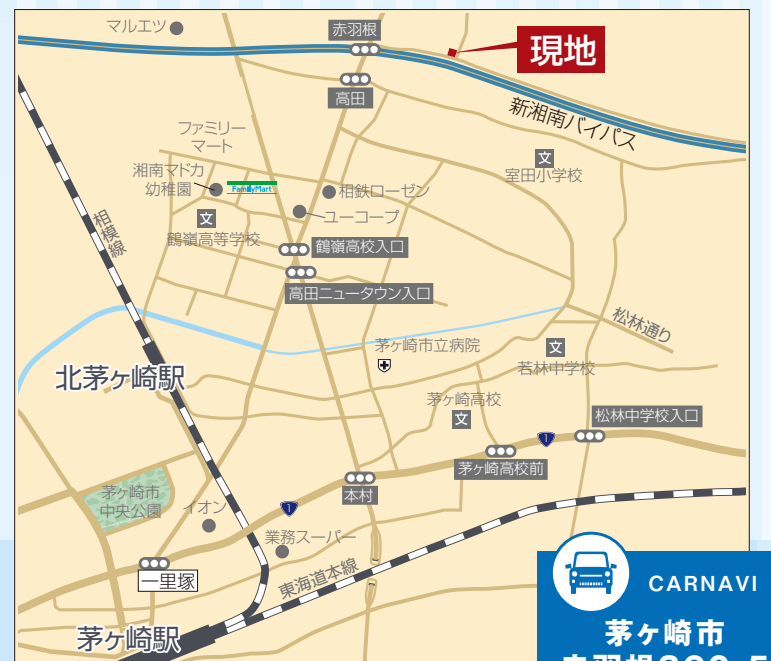 マルエツ
赤羽根
現地
高田
新湘南バイパス
ファミリー
マート
湘南マドカ
幼稚園
FamilyMart
相鉄ローゼン
文
室田小学校
文
ユーコープ
鶴嶺高等学校
相模線
鶴嶺高校入口
高田ニュータウン入口
松林通り
茅ヶ崎市立病院
文
若林中学校
北茅ヶ崎駅
茅ヶ崎高校
文
松林中学校入口
1
茅ヶ崎高校前
茅ヶ崎市
中央公園
イオン
1
本村
業務スーパー
一里塚
東海道本線
茅ヶ崎駅
CARNAVI
茅ヶ崎市